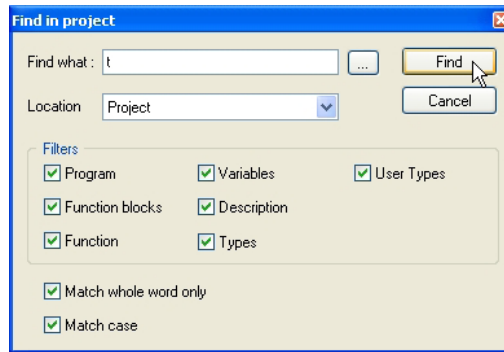 Find in project
Find what : t ... Find
Location Project Cancel
Filters
Program Variables User Types
Function blocks Description
Function Types
Match whole word only
Match case